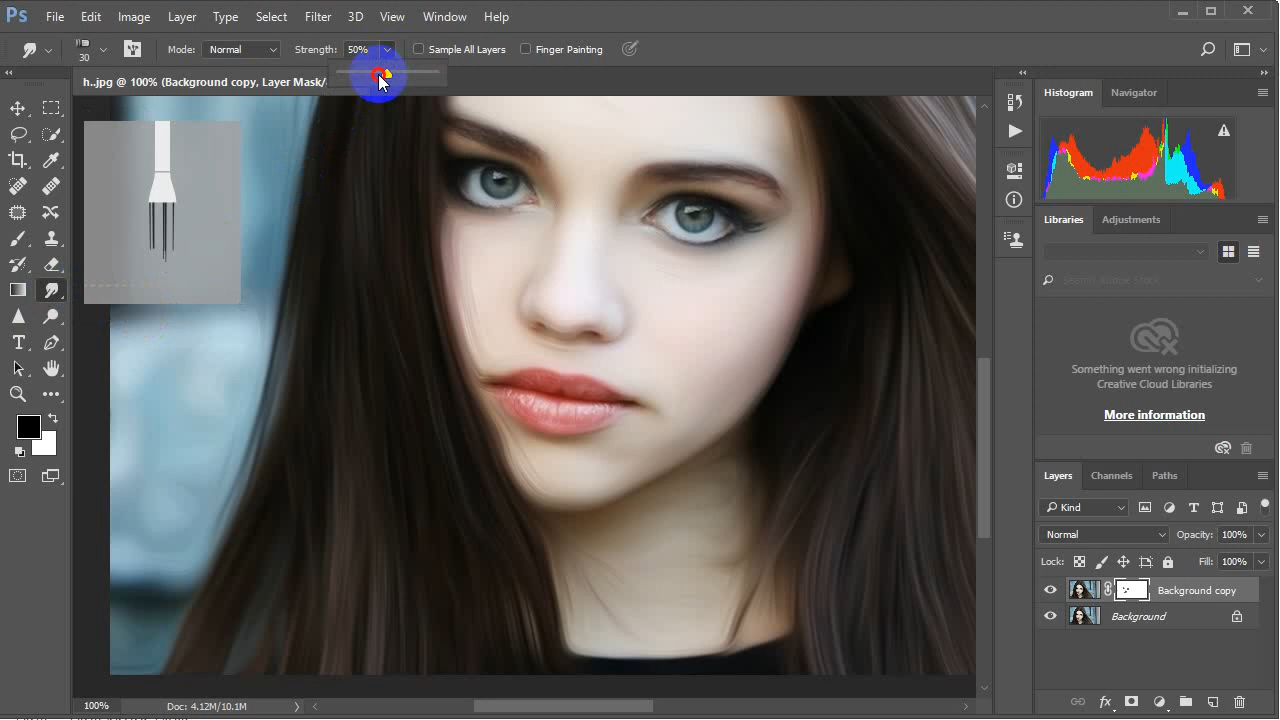 Ps File Edit Image Layer Type Select Filter 3D View Window Help
30 Mode: Normal Strength: 50% Sample All Layers Finger Painting
h..jpg @ 100% (Background copy, Layer Mask/
Histogram Navigator
Libraries Adjustments
Search Adobe Stock
Something went wrong initializing
Creative Cloud Libraries
More information
Layers Channels Paths
Kind
Normal Opacity: 100%
Lock: Fill: 100%
Background copy
Background
100% Doc: 4.12M/10.1M